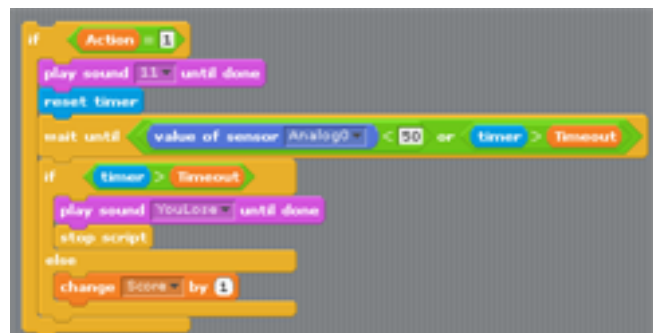 if Action = 1
play sound 11 until done
reset timer
wait until value of sensor Analog0 < 50 or timer > Timeout
if timer > Timeout
play sound YouLose until done
stop script
else
change Score by 1